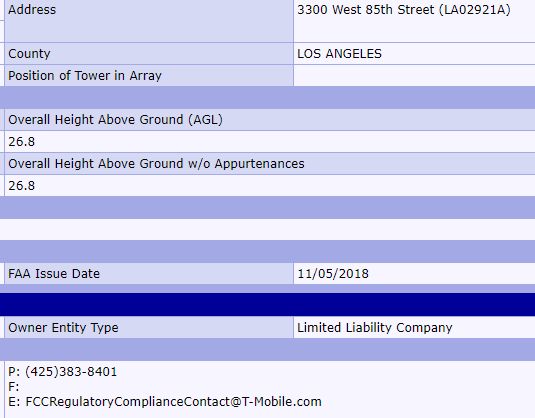 Address 3300 West 85th Street (LA02921A)
County LOS ANGELES
Position of Tower in Array
Overall Height Above Ground (AGL)
26.8
Overall Height Above Ground w/o Appurtenances
26.8
FAA Issue Date 11/05/2018
Owner Entity Type Limited Liability Company
P: (425)383-8401
F:
E: FCCRegulatoryComplianceContact@T-Mobile.com